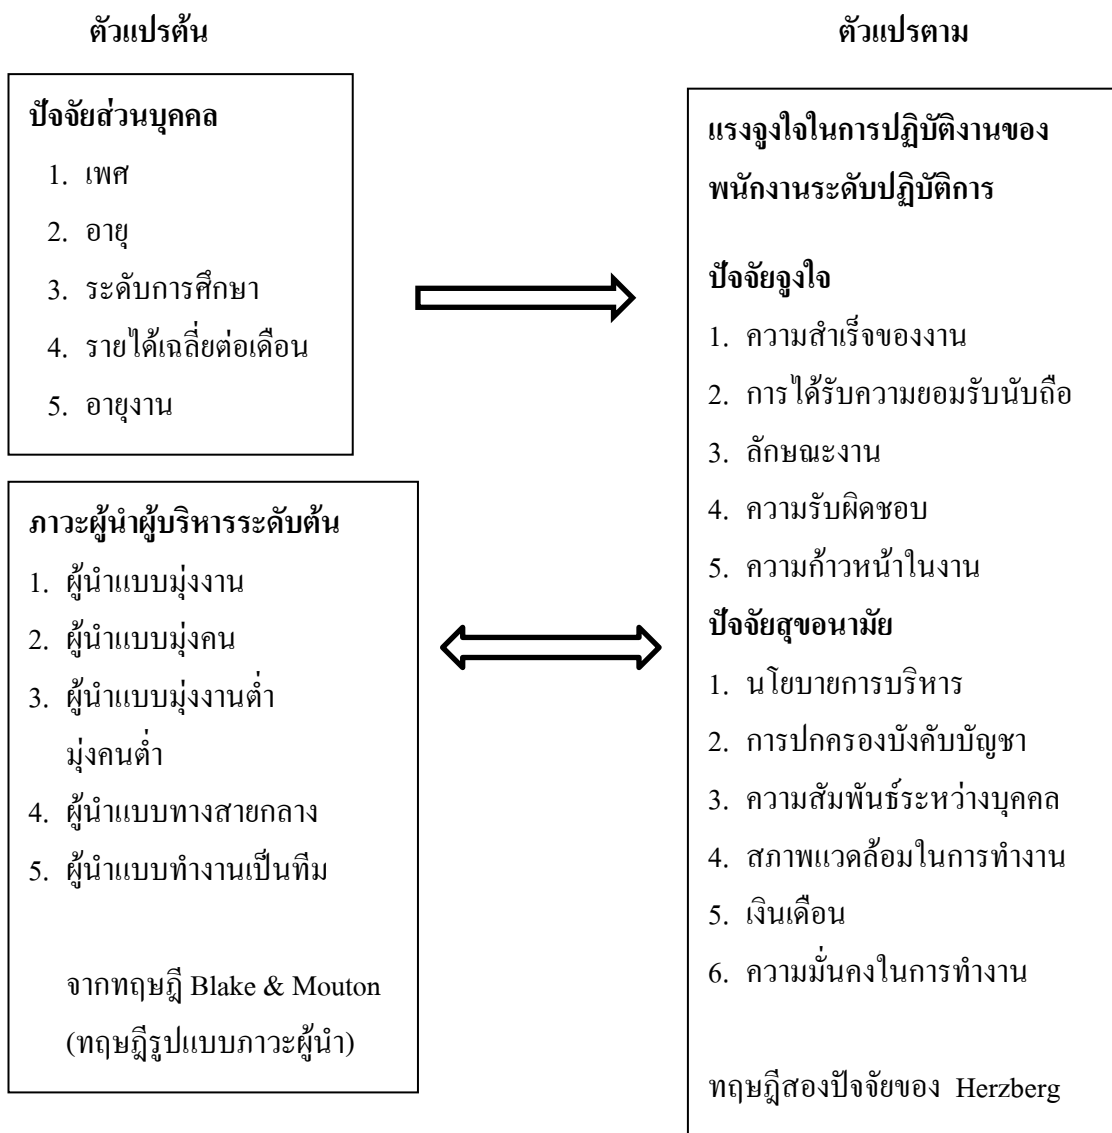 ตัวแปรต้น
ปัจจัยส่วนบุคคล
1. เพศ
2. อายุ
3. ระดับการศึกษา
4. รายได้เฉลี่ยต่อเดือน
5. อายุงาน
ภาวะผู้นำผู้บริหารระดับต้น
1. ผู้นำแบบมุ่งงาน
2. ผู้นำแบบมุ่งคน
3. ผู้นำแบบมุ่งงานต่ำ
มุ่งคนต่ำ
4. ผู้นำแบบทางสายกลาง
5. ผู้นำแบบทำงานเป็นทีม
จากทฤษฎี Blake & Mouton
(ทฤษฎีรูปแบบภาวะผู้นำ)
ตัวแปรตาม
แรงจูงใจในการปฏิบัติงานของ
พนักงานระดับปฏิบัติการ
ปัจจัยจูงใจ
1. ความสำเร็จของงาน
2. การได้รับความยอมรับนับถือ
3. ลักษณะงาน
4. ความรับผิดชอบ
5. ความก้าวหน้าในงาน
ปัจจัยสุขอนามัย
1. นโยบายการบริหาร
2. การปกครองบังคับบัญชา
3. ความสัมพันธ์ระหว่างบุคคล
4. สภาพแวดล้อมในการทำงาน
5. เงินเดือน
6. ความมั่นคงในการทำงาน
ทฤษฎีสองปัจจัยของ Herzberg